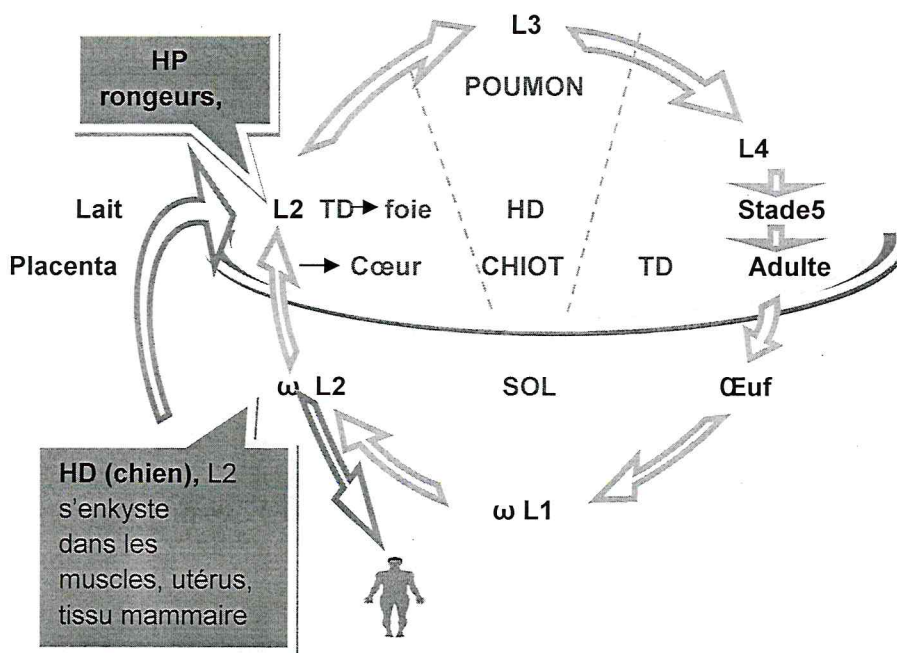 L3
HP
rongeurs,
POUMON
L4
Lait
L2 TD → foie
HD
Stade5
Placenta
→ Cœur
CHIOT
TD
Adulte
ω L2
SOL
Œuf
HD (chien), L2
s'enkyste
dans les
muscles, utérus,
tissu mammaire
ω L1